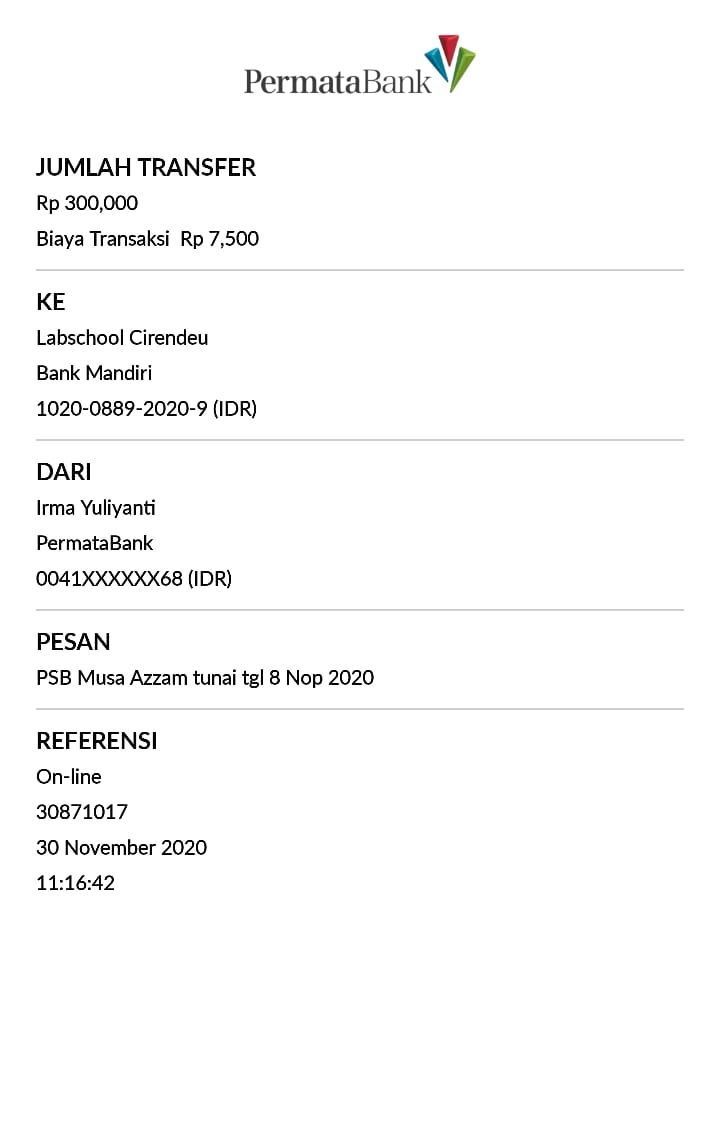 PermataBank
JUMLAH TRANSFER
Rp 300,000
Biaya Transaksi  Rp 7,500
KE
Labschool Cirendeu
Bank Mandiri
1020-0889-2020-9 (IDR)
DARI
Irma Yuliyanti
PermataBank
0041XXXXXX68 (IDR)
PESAN
PSB Musa Azzam tunai tgl 8 Nop 2020
REFERENSI
On-line
30871017
30 November 2020
11:16:42